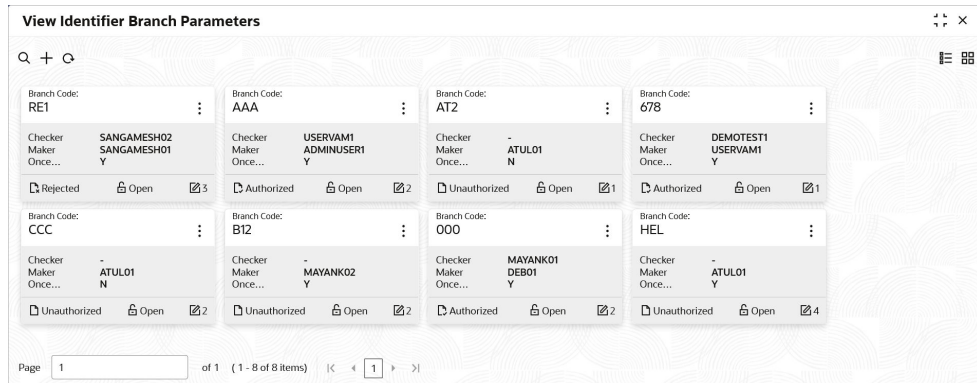 View Identifier Branch Parameters
Branch Code: Branch Code: Branch Code: Branch Code:
RE1 AAA AT2 678
Checker SANGAMESH02 Checker USERVAM1 Checker - Checker DEMOTEST1
Maker SANGAMESH01 Maker ADMINUSER1 Maker ATUL01 Maker USERVAM1
Once... Y Once... Y Once... N Once... Y
Rejected Open 3 Authorized Open 2 Unauthorized Open 1 Authorized Open 1
Branch Code: Branch Code: Branch Code: Branch Code:
CCC B12 000 HEL
Checker - Checker - Checker MAYANK01 Checker -
Maker ATUL01 Maker MAYANK02 Maker DEB01 Maker ATUL01
Once... N Once... Y Once... Y Once... Y
Unauthorized Open 2 Unauthorized Open 2 Authorized Open 2 Unauthorized Open 4
Page 1 of 1 (1 - 8 of 8 items) 1